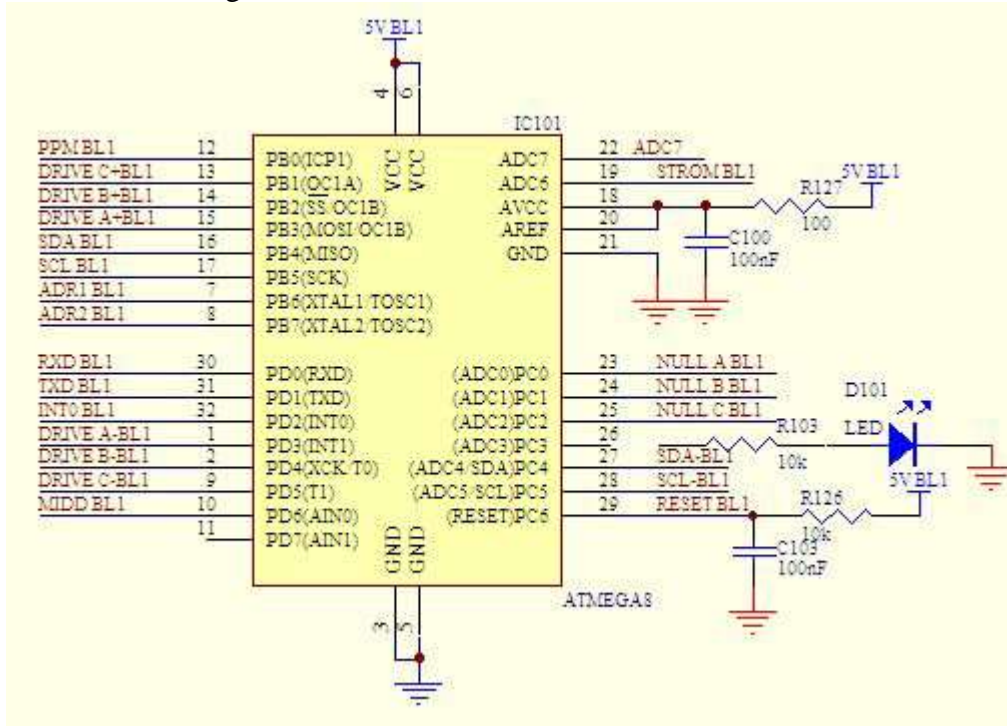 5V BL1
4 6
IC101
PPM BL1 12 PB0(ICP1) VCC VCC ADC7 22 ADC7
DRIVE C+BL1 13 PB1(OC1A) ADC6 19 STROM BL1 5V BL1
DRIVE B+BL1 14 PB2(SS/OC1B) AVCC 18 R127
DRIVE A+BL1 15 PB3(MOSI/OC1B) AREF 20 100
SDA BL1 16 PB4(MISO) GND 21 C100
SCL BL1 17 PB5(SCK) 100nF
ADR1 BL1 7 PB6(XTAL1/TOSC1)
ADR2 BL1 8 PB7(XTAL2/TOSC2)
RXD BL1 30 PD0(RXD) (ADC0)PC0 23 NULL A BL1
TXD BL1 31 PD1(TXD) (ADC1)PC1 24 NULL B BL1 D101
INT0 BL1 32 PD2(INT0) (ADC2)PC2 25 NULL C BL1
DRIVE A-BL1 1 PD3(INT1) (ADC3)PC3 26 R103 LED
DRIVE B-BL1 2 PD4(XCK/T0) (ADC4/SDA)PC4 27 SDA-BL1 10k
DRIVE C-BL1 9 PD5(T1) (ADC5/SCL)PC5 28 SCL-BL1 5V BL1
MIDD BL1 10 PD6(AIN0) (RESET)PC6 29 RESET BL1 R126
11 PD7(AIN1) 10k
GND GND C103
100nF
ATMEGA8
3 5